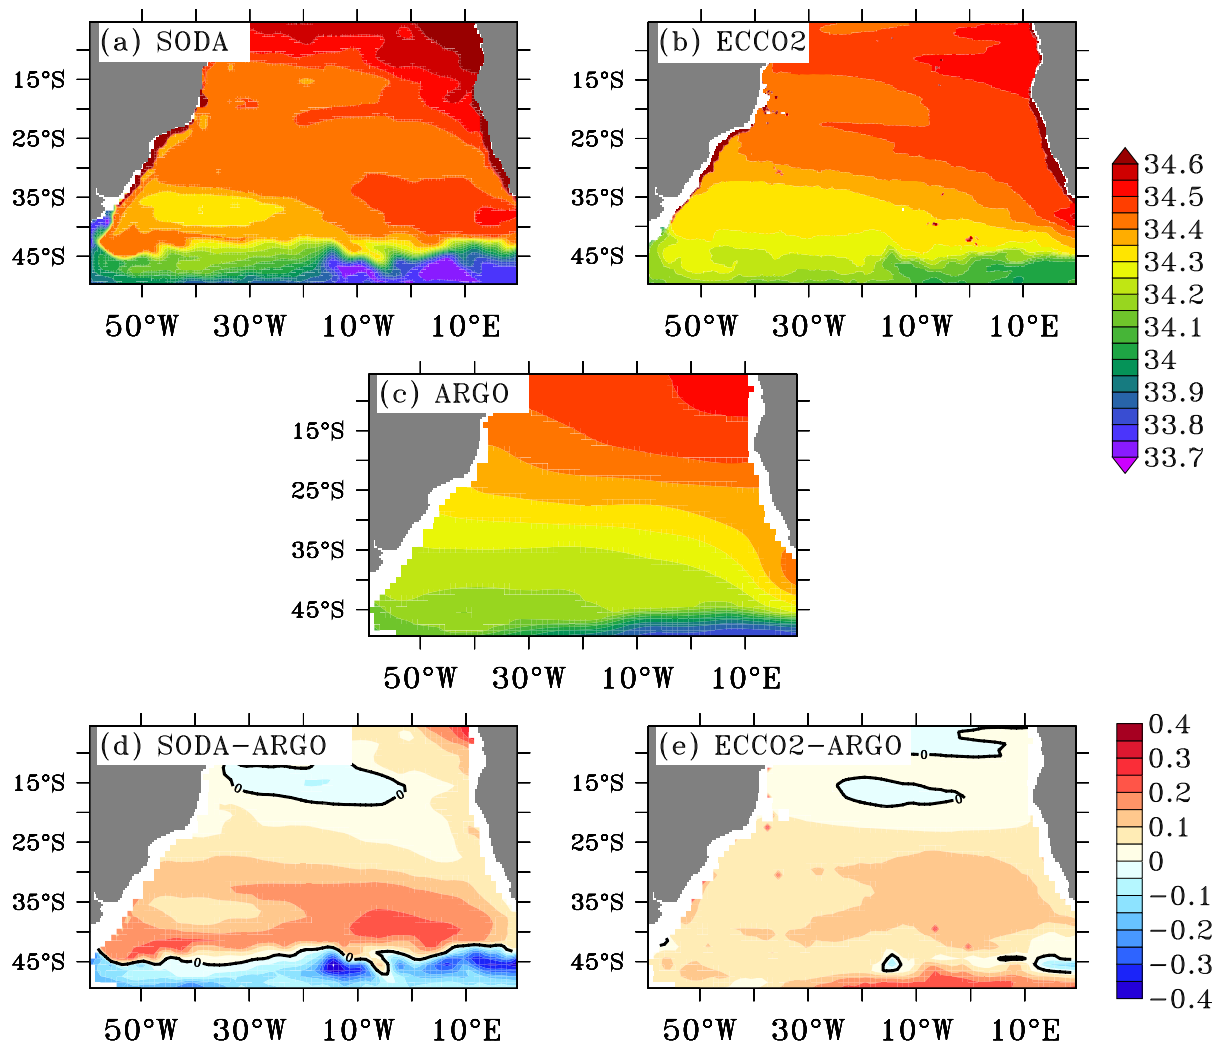 (a) SODA
(b) ECCO2
15°S
25°S
35°S
45°S
50°W 30°W 10°W 10°E
15°S
25°S
35°S
45°S
50°W 30°W 10°W 10°E
34.6
34.5
34.4
34.3
34.2
34.1
34
33.9
33.8
33.7
(c) ARGO
15°S
25°S
35°S
45°S
50°W 30°W 10°W 10°E
(d) SODA-ARGO
0
0
0
0
15°S
25°S
35°S
45°S
50°W 30°W 10°W 10°E
(e) ECCO2-ARGO
0
0
15°S
25°S
35°S
45°S
50°W 30°W 10°W 10°E
0.4
0.3
0.2
0.1
0
-0.1
-0.2
-0.3
-0.4